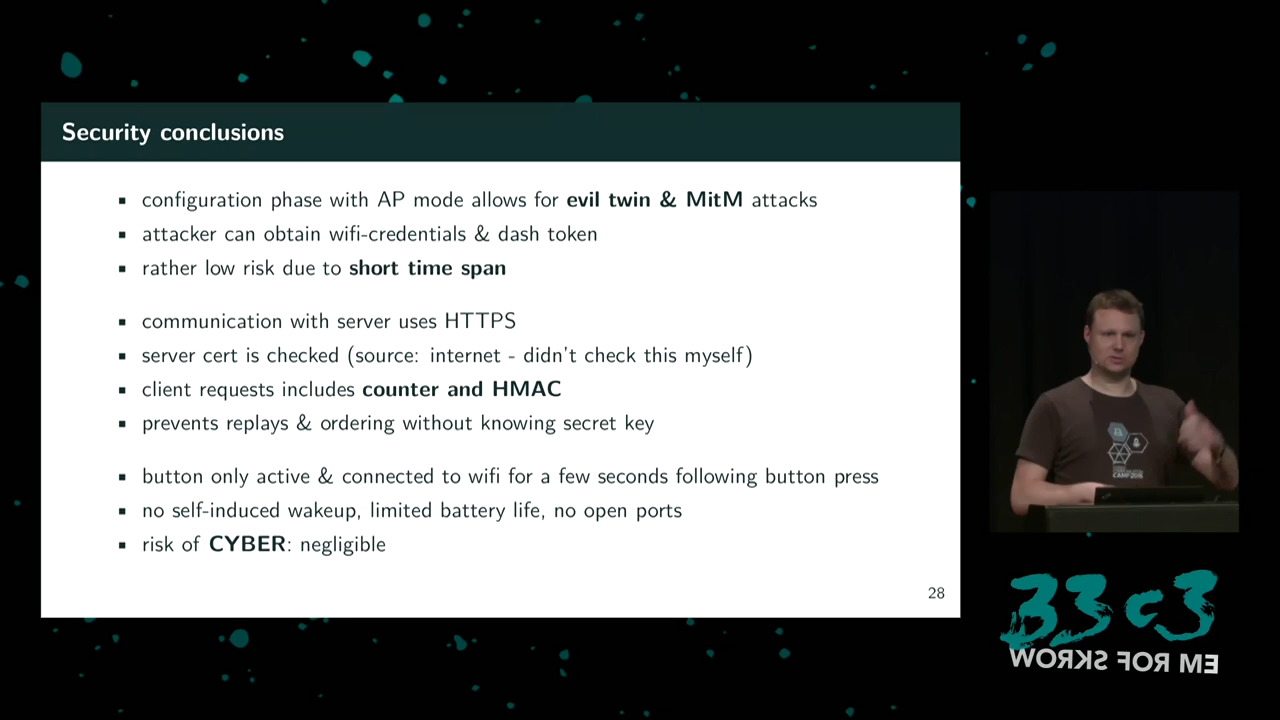 Security conclusions
▪ configuration phase with AP mode allows for evil twin & MitM attacks
▪ attacker can obtain wifi-credentials & dash token
▪ rather low risk due to short time span
▪ communication with server uses HTTPS
▪ server cert is checked (source: internet - didn't check this myself)
▪ client requests includes counter and HMAC
▪ prevents replays & ordering without knowing secret key
▪ button only active & connected to wifi for a few seconds following button press
▪ no self-induced wakeup, limited battery life, no open ports
▪ risk of CYBER: negligible
28
33c3
WORKS FOR ME